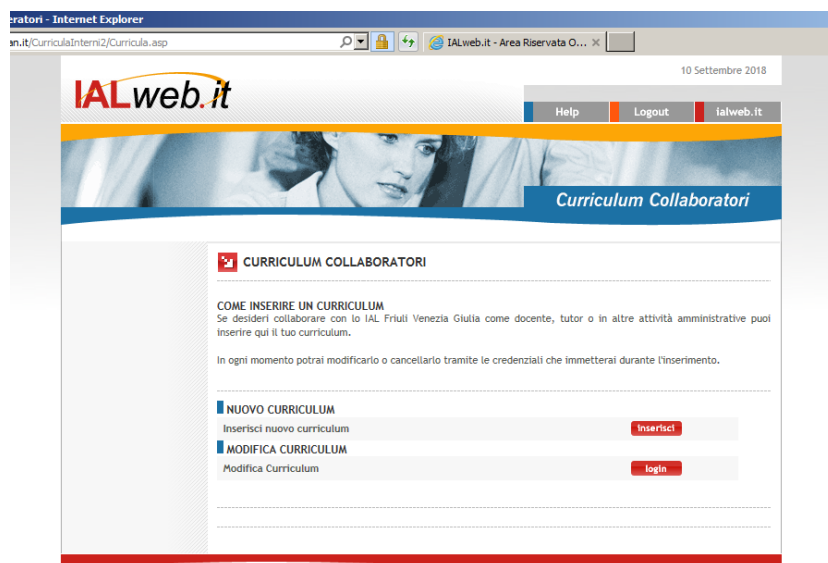 eratori - Internet Explorer
an.it/CurriculaInterni2/Curricula.asp
IALweb.it - Area Riservata O...
10 Settembre 2018
IALweb.it
Help Logout ialweb.it
Curriculum Collaboratori
CURRICULUM COLLABORATORI
COME INSERIRE UN CURRICULUM
Se desideri collaborare con lo IAL Friuli Venezia Giulia come docente, tutor o in altre attività amministrative puoi
inserire qui il tuo curriculum.
In ogni momento potrai modificarlo o cancellarlo tramite le credenziali che immetterai durante l'inserimento.
NUOVO CURRICULUM
Inserisci nuovo curriculum inserisci
MODIFICA CURRICULUM
Modifica Curriculum login